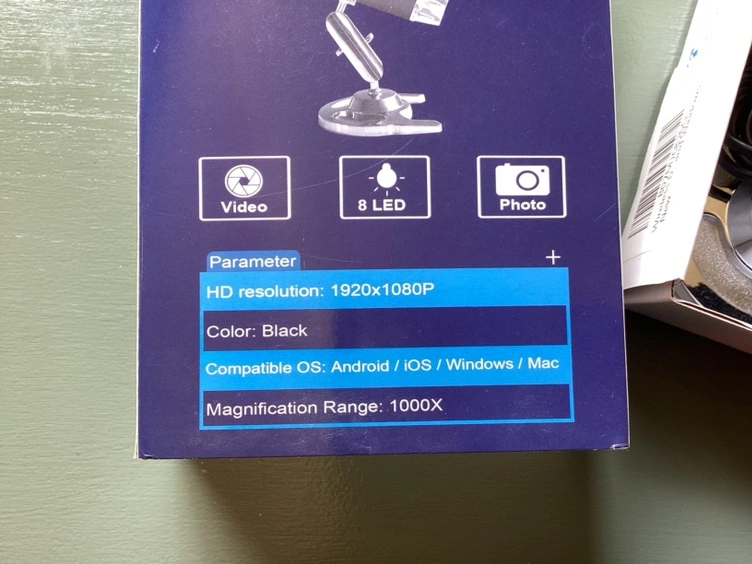 Video
8 LED
Photo
Parameter
+
HD resolution: 1920x1080P
Color: Black
Compatible OS: Android / iOS / Windows / Mac
Magnification Range: 1000X